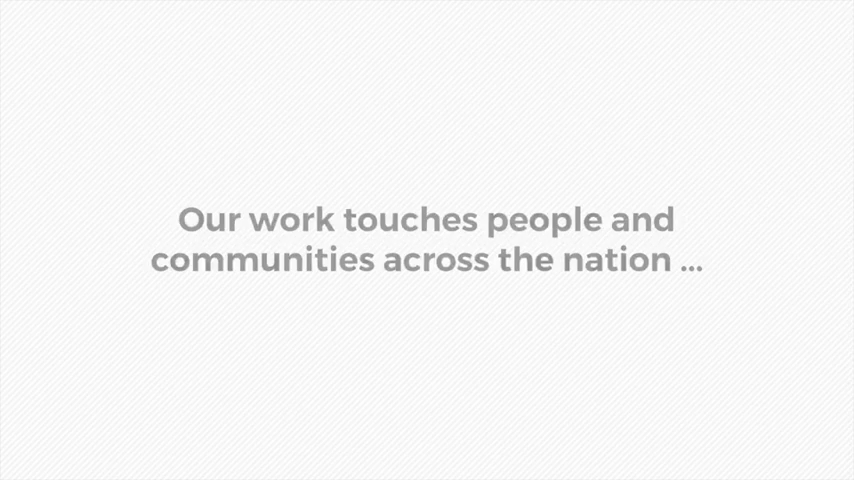 Our work touches people and
communities across the nation ...